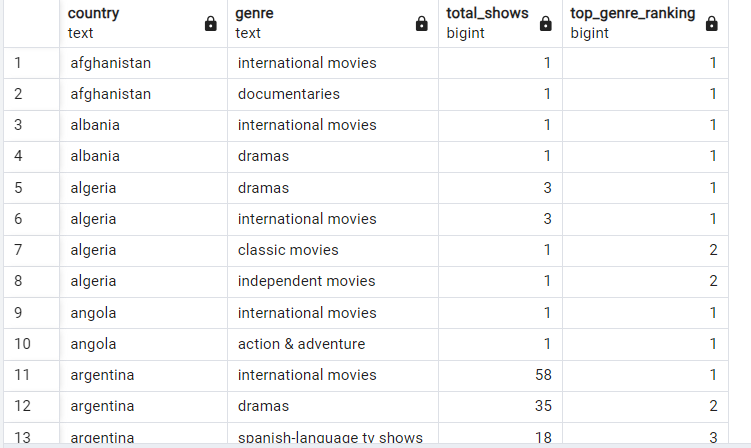 country genre total_shows top_genre_ranking
text text bigint bigint
1 afghanistan international movies 1 1
2 afghanistan documentaries 1 1
3 albania international movies 1 1
4 albania dramas 1 1
5 algeria dramas 3 1
6 algeria international movies 3 1
7 algeria classic movies 1 2
8 algeria independent movies 1 2
9 angola international movies 1 1
10 angola action & adventure 1 1
11 argentina international movies 58 1
12 argentina dramas 35 2
13 argentina spanish-language tv shows 18 3